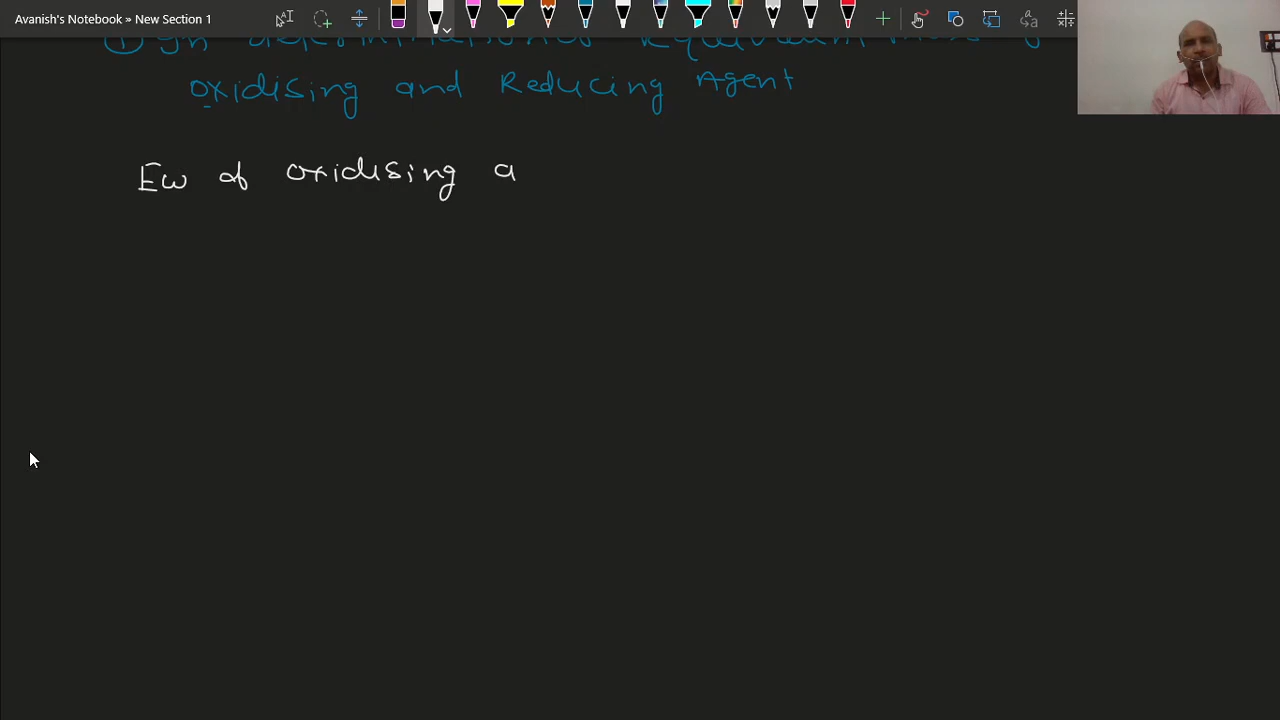 Avanish's Notebook » New Section 1
oxidising and Reducing Agent
Ew of oxidising a